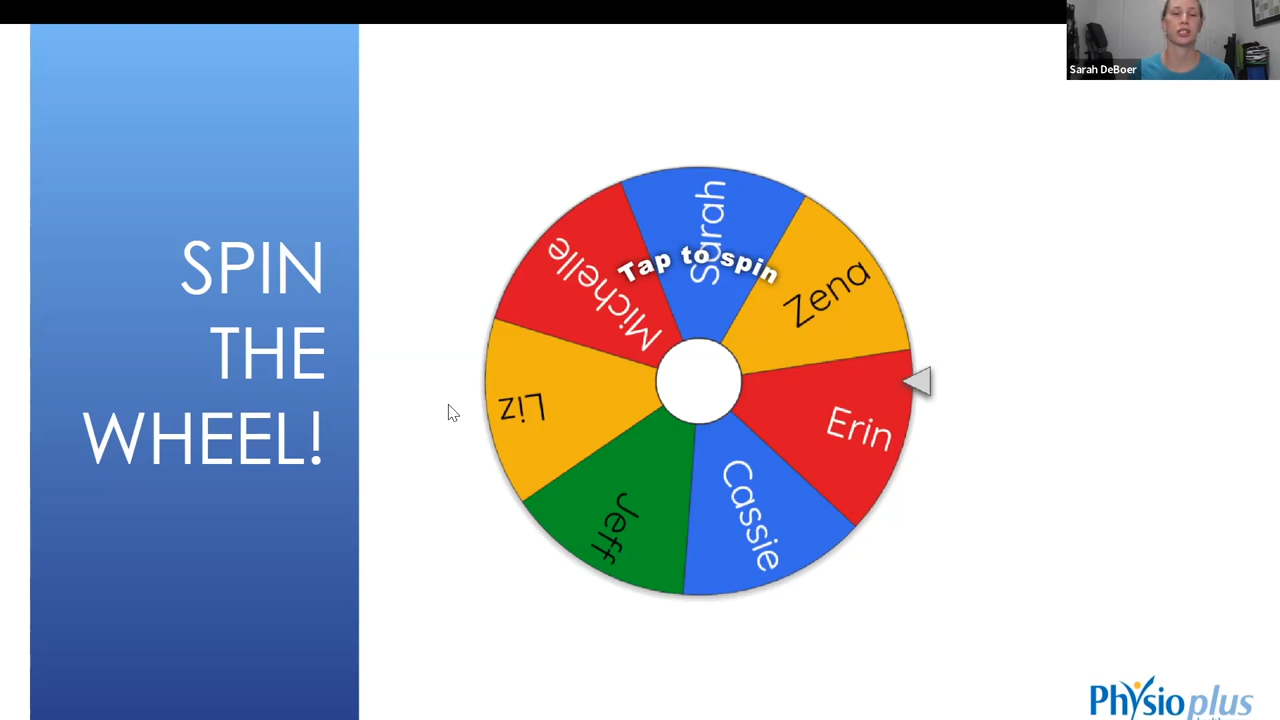 Sarah DeBoer
SPIN
THE
WHEEL!
Tap to spin
Sarah
Zena
Erin
Cassie
Jeff
Liz
Michelle
Physio plus